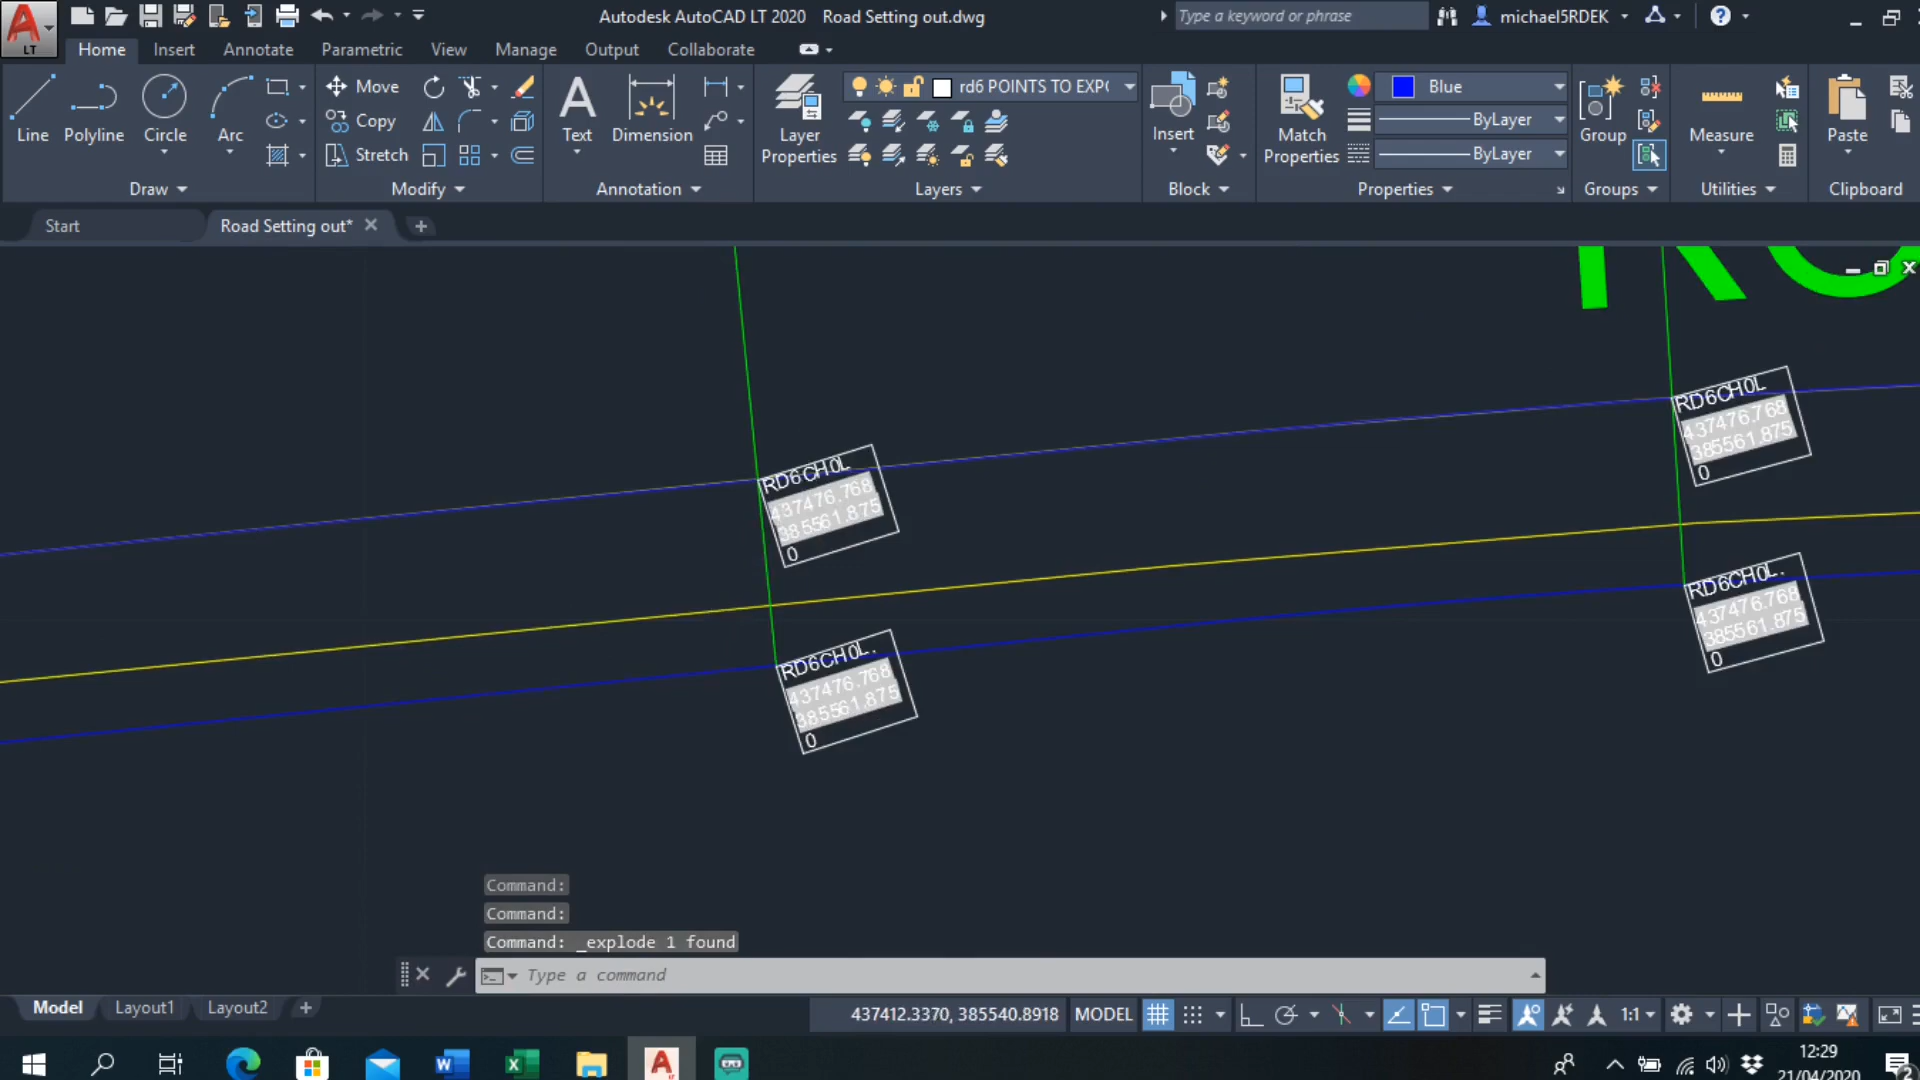 Autodesk AutoCAD LT 2020 Road Setting out.dwg
Type a keyword or phrase
michael5RDEK
LT
Home Insert Annotate Parametric View Manage Output Collaborate
Line Polyline Circle Arc
Move
Copy
Stretch
Text Dimension
Layer Properties
rd6 POINTS TO EXP
Insert
Match Properties
Blue
ByLayer
ByLayer
Group
Measure
Paste
Draw Modify Annotation Layers Block Properties Groups Utilities Clipboard
Start Road Setting out*
RD6CH0L
437476.768
385561.875
0
RD6CH0L
437476.768
385561.875
0
RD6CH0L.
437476.768
385561.875
0
RD6CH0L.
437476.768
385561.875
0
Command:
Command:
Command: _explode 1 found
Type a command
Model Layout1 Layout2
437412.3370, 385540.8918 MODEL 1:1
12:29
21/04/2020
2